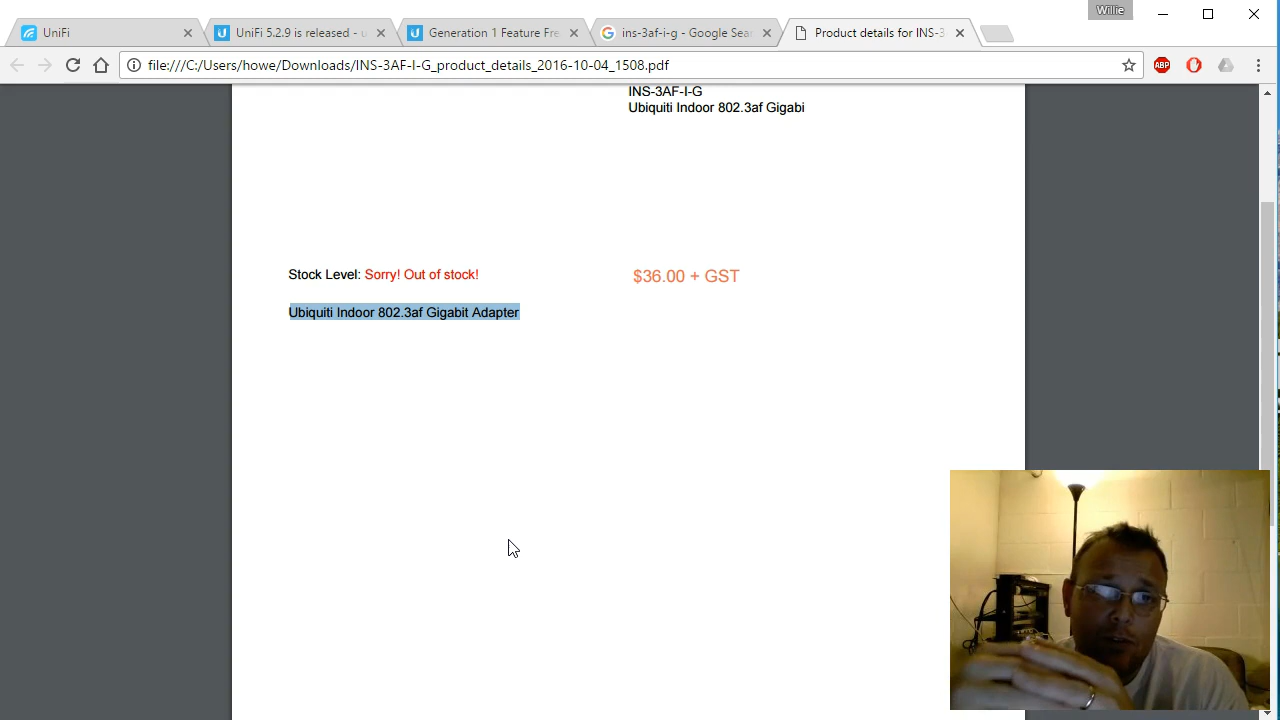 Willie
UniFi
UniFi 5.2.9 is released -
Generation 1 Feature Fre
ins-3af-i-g - Google Sear
Product details for INS-3
file:///C:/Users/howe/Downloads/INS-3AF-I-G_product_details_2016-10-04_1508.pdf
ABP
INS-3AF-I-G
Ubiquiti Indoor 802.3af Gigabi
Stock Level: Sorry! Out of stock!
$36.00 + GST
Ubiquiti Indoor 802.3af Gigabit Adapter